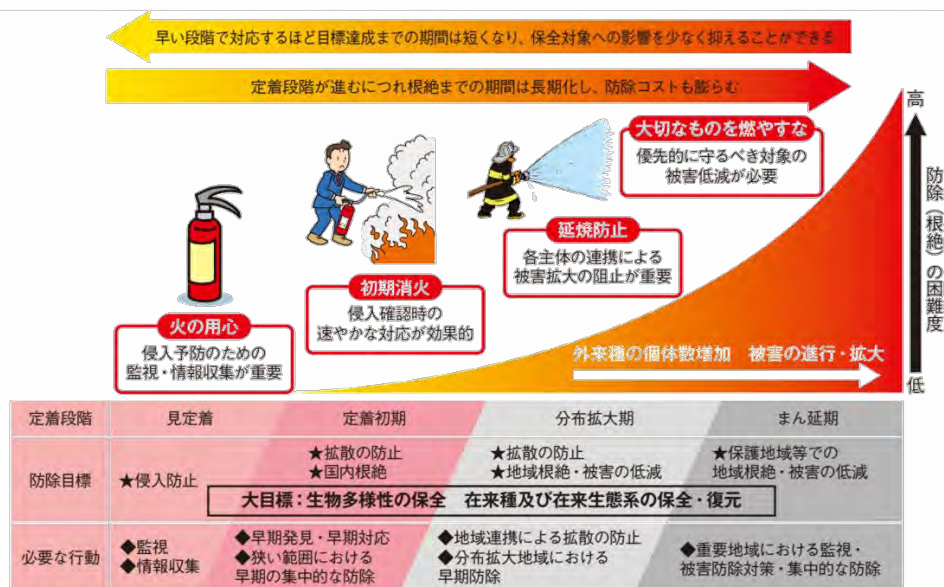 早い段階で対応するほど目標達成までの期間は短くなり、保全対象への影響を少なく抑えることができる
定着段階が進むにつれ根絶までの期間は長期化し、防除コストも膨らむ
高
防除（根絶）の困難度
低
大切なものを燃やすな
優先的に守るべき対象の
被害低減が必要
延焼防止
各主体の連携による
被害拡大の阻止が重要
初期消火
侵入確認時の
速やかな対応が効果的
火の用心
侵入予防のための
監視・情報収集が重要
外来種の個体数増加 被害の進行・拡大
定着段階 見定着 定着初期 分布拡大期 まん延期
防除目標
★侵入防止
★拡散の防止
★国内根絶
★拡散の防止
★地域根絶・被害の低減
★保護地域等での
地域根絶・被害の低減
大目標：生物多様性の保全 在来種及び在来生態系の保全・復元
必要な行動
◆監視
◆情報収集
◆早期発見・早期対応
◆狭い範囲における
早期の集中的な防除
◆地域連携による拡散の防止
◆分布拡大地域における
早期防除
◆重要地域における監視・
被害防除対策・集中的な防除